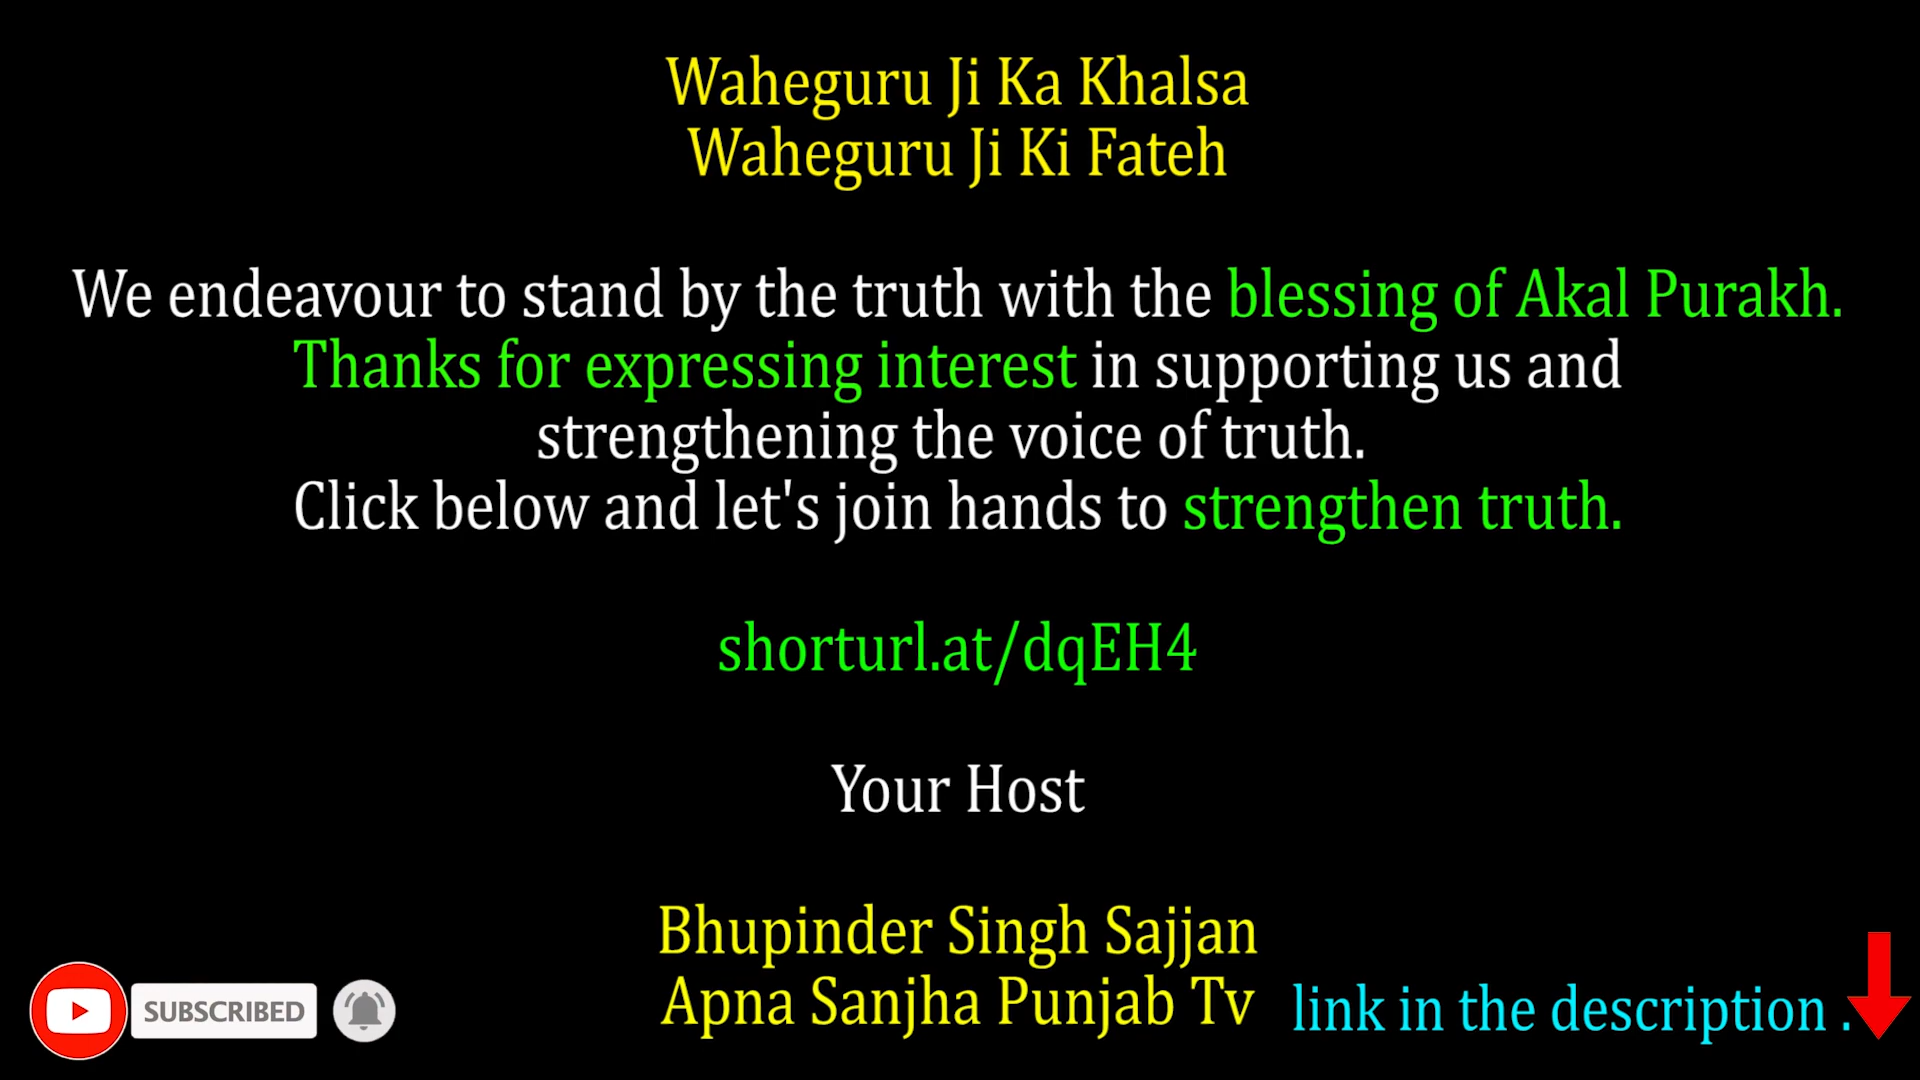 Waheguru Ji Ka Khalsa
Waheguru Ji Ki Fateh
We endeavour to stand by the truth with the blessing of Akal Purakh.
Thanks for expressing interest in supporting us and
strengthening the voice of truth.
Click below and let's join hands to strengthen truth.
shorturl.at/dqEH4
Your Host
Bhupinder Singh Sajjan
Apna Sanjha Punjab Tv
link in the description .
SUBSCRIBED